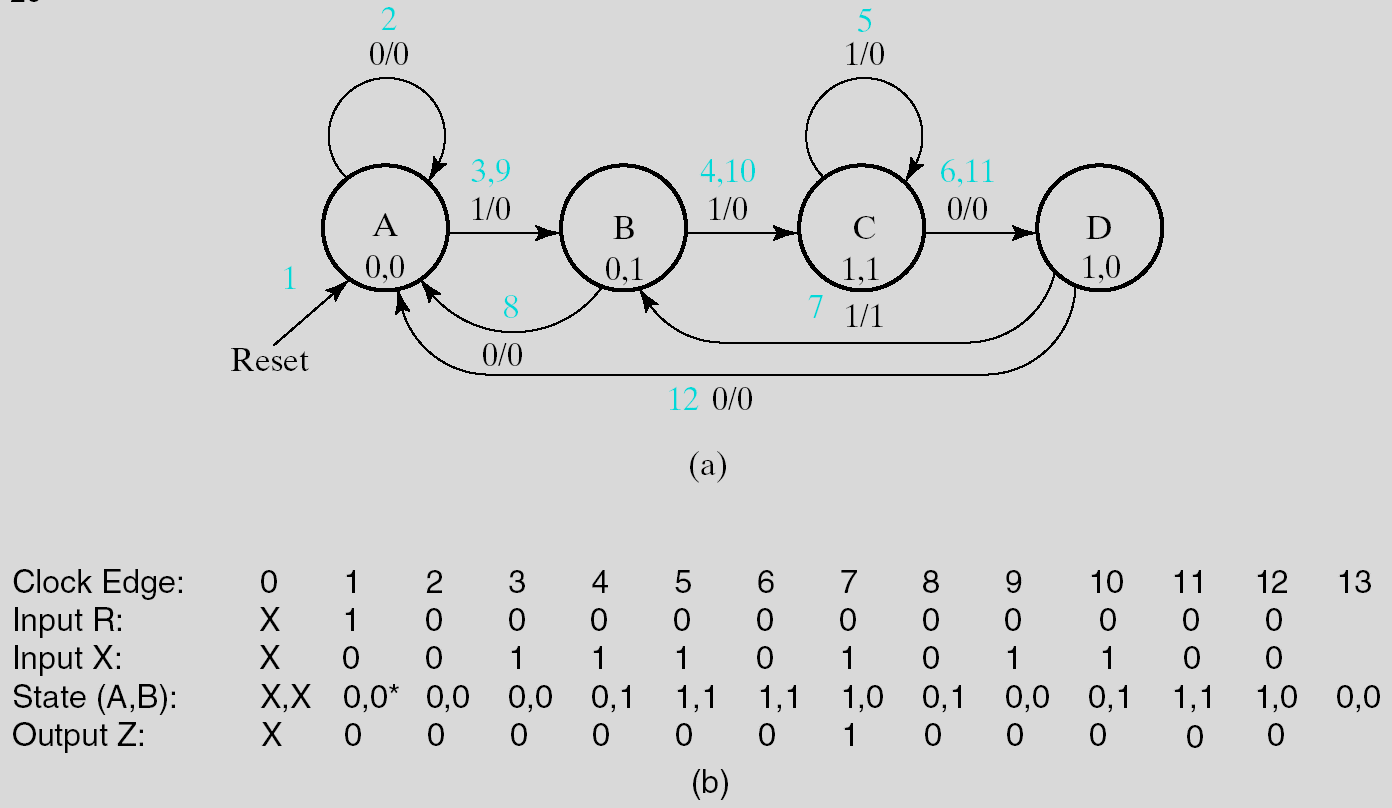 2
5
0/0
1/0
3,9
4,10
6,11
1/0
1/0
0/0
A
B
C
D
0,0
0,1
1,1
1,0
1
8
7
1/1
Reset
0/0
12 0/0
(a)
Clock Edge: 0 1 2 3 4 5 6 7 8 9 10 11 12 13
Input R: X 1 0 0 0 0 0 0 0 0 0 0 0
Input X: X 0 0 1 1 1 0 1 0 1 1 0 0
State (A,B): X,X 0,0* 0,0 0,0 0,1 1,1 1,1 1,0 0,1 0,0 0,1 1,1 1,0 0,0
Output Z: X 0 0 0 0 0 0 1 0 0 0 0 0
(b)